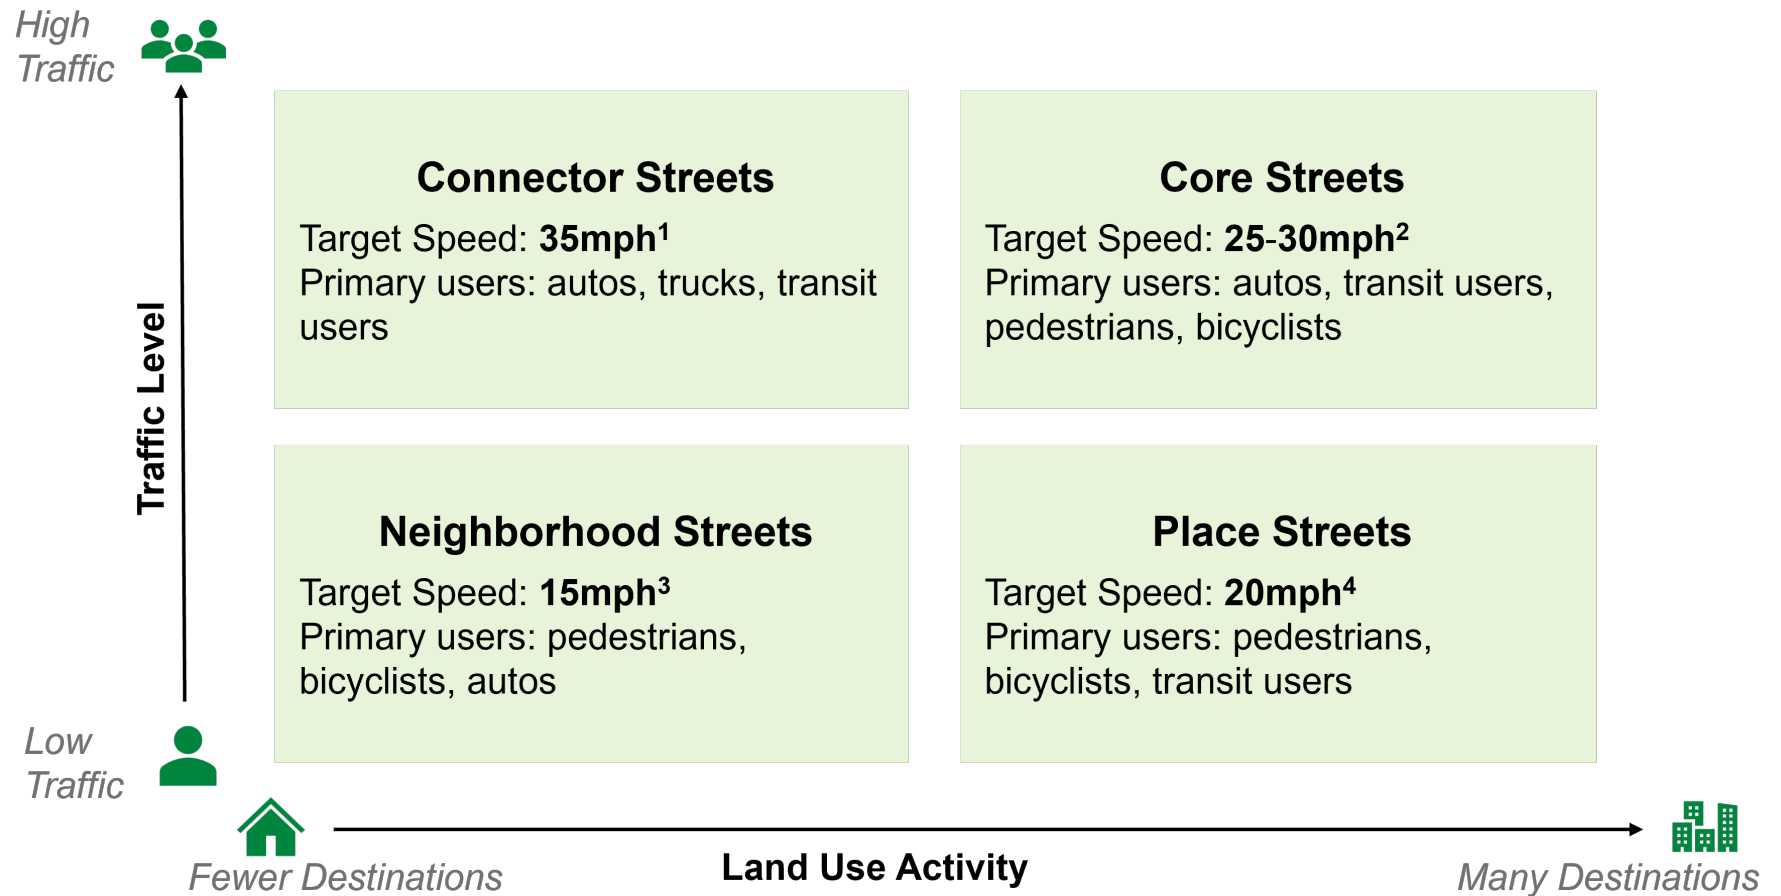 High
Traffic
Connector Streets
Target Speed: 35mph¹
Primary users: autos, trucks, transit
users
Core Streets
Target Speed: 25-30mph²
Primary users: autos, transit users,
pedestrians, bicyclists
Traffic Level
Neighborhood Streets
Target Speed: 15mph³
Primary users: pedestrians,
bicyclists, autos
Place Streets
Target Speed: 20mph⁴
Primary users: pedestrians,
bicyclists, transit users
Low
Traffic
Fewer Destinations
Land Use Activity
Many Destinations